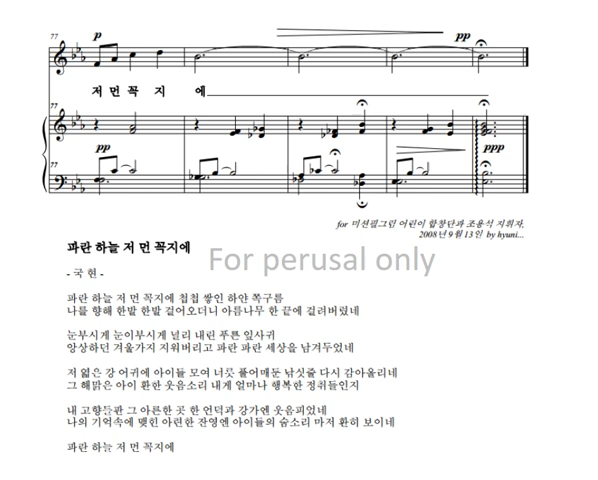 77 p pp
저 먼 꼭 지 에
77
pp ppp
77
for 미션필그림 어린이 합창단과 조용석 지휘자,
2008년 9월 13일 by hyuni...
파란 하늘 저 먼 꼭지에
For perusal only
- 국 현 -
파란 하늘 저 먼 꼭지에 첩첩 쌓인 하얀 쪽구름
나를 향해 한발 한발 걸어오더니 아름나무 한 끝에 걸려버렸네
눈부시게 눈이부시게 널리 내린 푸른 잎사귀
앙상하던 겨울가지 지워버리고 파란 파란 세상을 남겨두었네
저 엷은 강 어귀에 아이들 모여 너룻 풀어매둔 낚싯줄 다시 감아올리네
그 해맑은 아이 환한 웃음소리 내게 얼마나 행복한 정취들인지
내 고향들판 그 아른한 곳 한 언덕과 강가엔 웃음피었네
나의 기억속에 맺힌 아련한 잔영엔 아이들의 숨소리 마저 환히 보이네
파란 하늘 저 먼 꼭지에